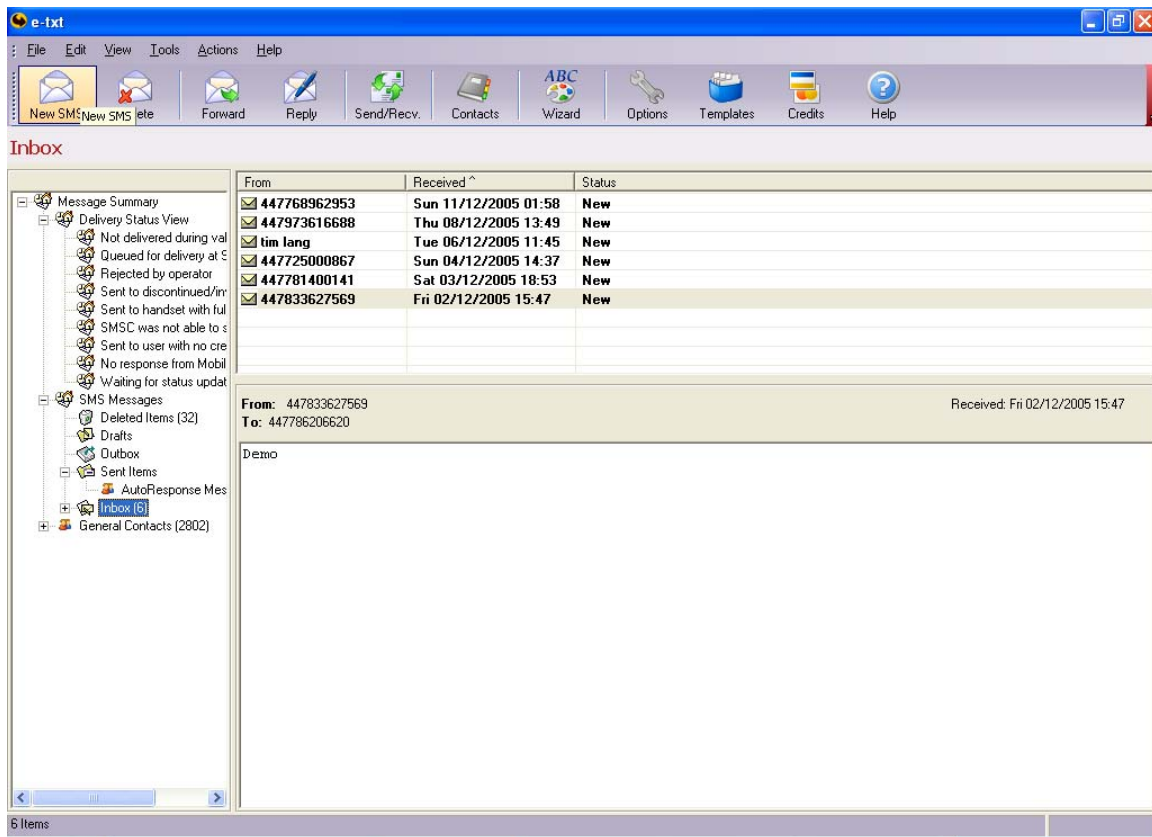 e-txt
File Edit View Tools Actions Help
New SMS ete Forward Reply Send/Recv. Contacts ABC Wizard Options Templates Credits Help
New SMS
Inbox
From Received ^ Status
447768962953 Sun 11/12/2005 01:58 New
447973616688 Thu 08/12/2005 13:49 New
tim lang Tue 06/12/2005 11:45 New
447725000867 Sun 04/12/2005 14:37 New
447781400141 Sat 03/12/2005 18:53 New
447833627569 Fri 02/12/2005 15:47 New
Message Summary
Delivery Status View
Not delivered during val
Queued for delivery at S
Rejected by operator
Sent to discontinued/in
Sent to handset with ful
SMSC was not able to s
Sent to user with no cre
No response from Mobil
Waiting for status updat
SMS Messages
Deleted Items (32)
Drafts
Outbox
Sent Items
AutoResponse Mes
Inbox (6)
General Contacts (2802)
From: 447833627569 Received: Fri 02/12/2005 15:47
To: 447786206620
Demo
6 Items